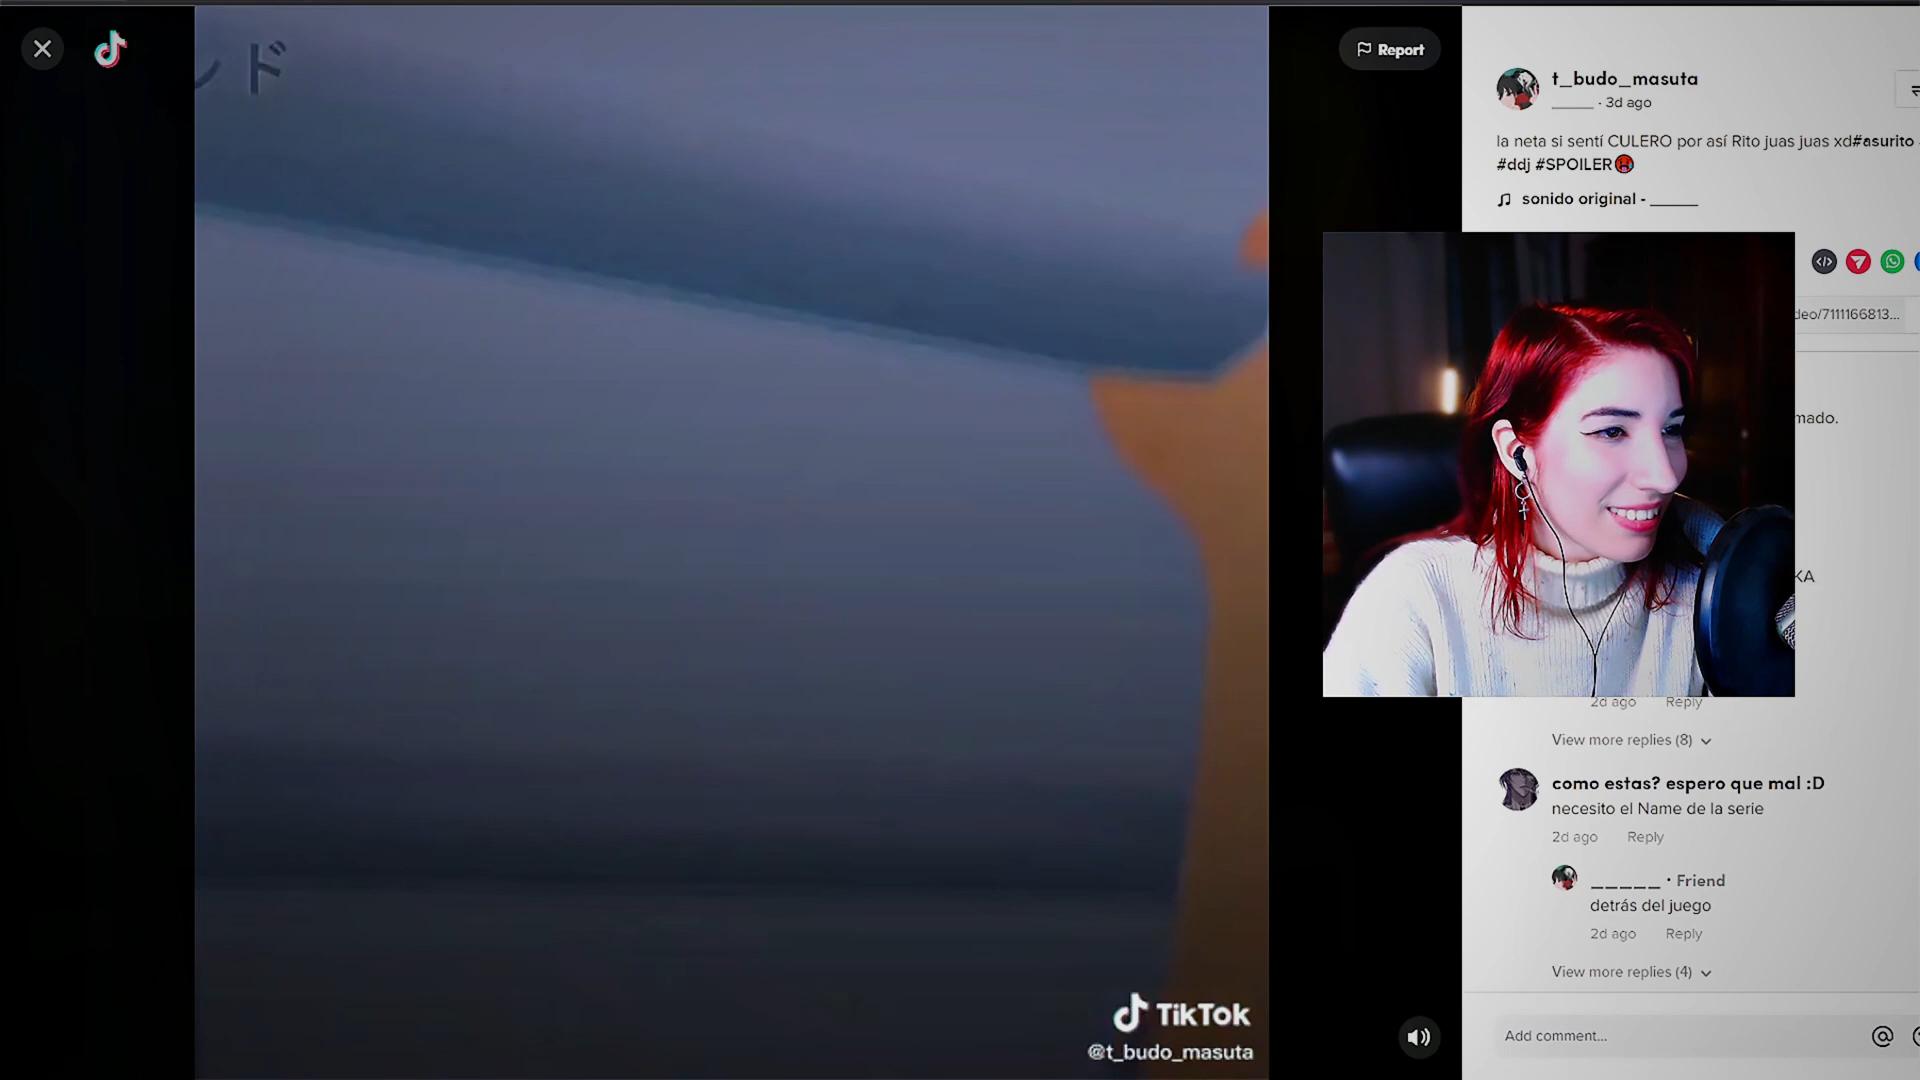 ンド
Report
t_budo_masuta
_____ · 3d ago
la neta si sentí CULERO por así Rito juas juas xd#asurito
#ddj #SPOILER
sonido original - _____
deo/7111166813...
mado.
KA
2d ago Reply
View more replies (8)
como estas? espero que mal :D
necesito el Name de la serie
2d ago Reply
_____ · Friend
detrás del juego
2d ago Reply
View more replies (4)
TikTok
@t_budo_masuta
Add comment...